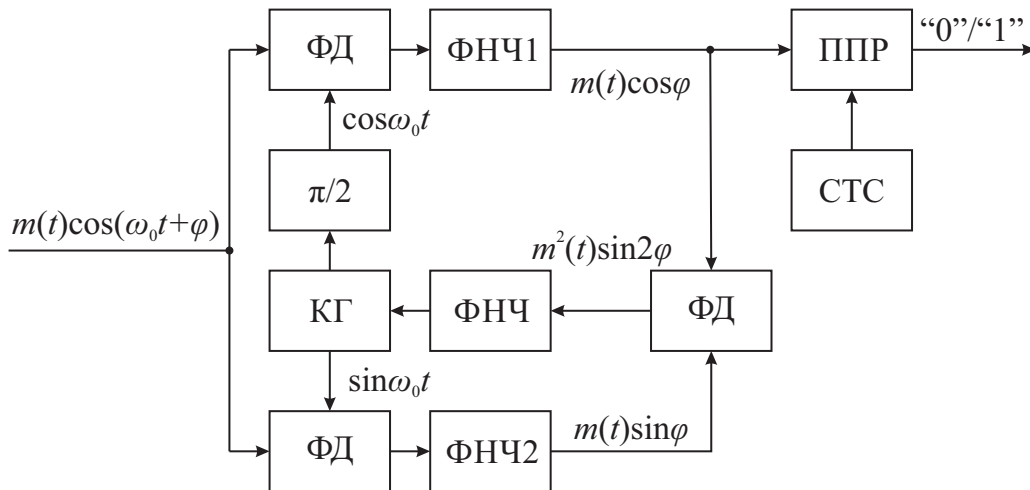 ФД
ФНЧ1
ППР
“0”/“1”
m(t)cosφ
cosω₀t
π/2
СТС
m(t)cos(ω₀t+φ)
m²(t)sin2φ
КГ
ФНЧ
ФД
sinω₀t
ФД
ФНЧ2
m(t)sinφ